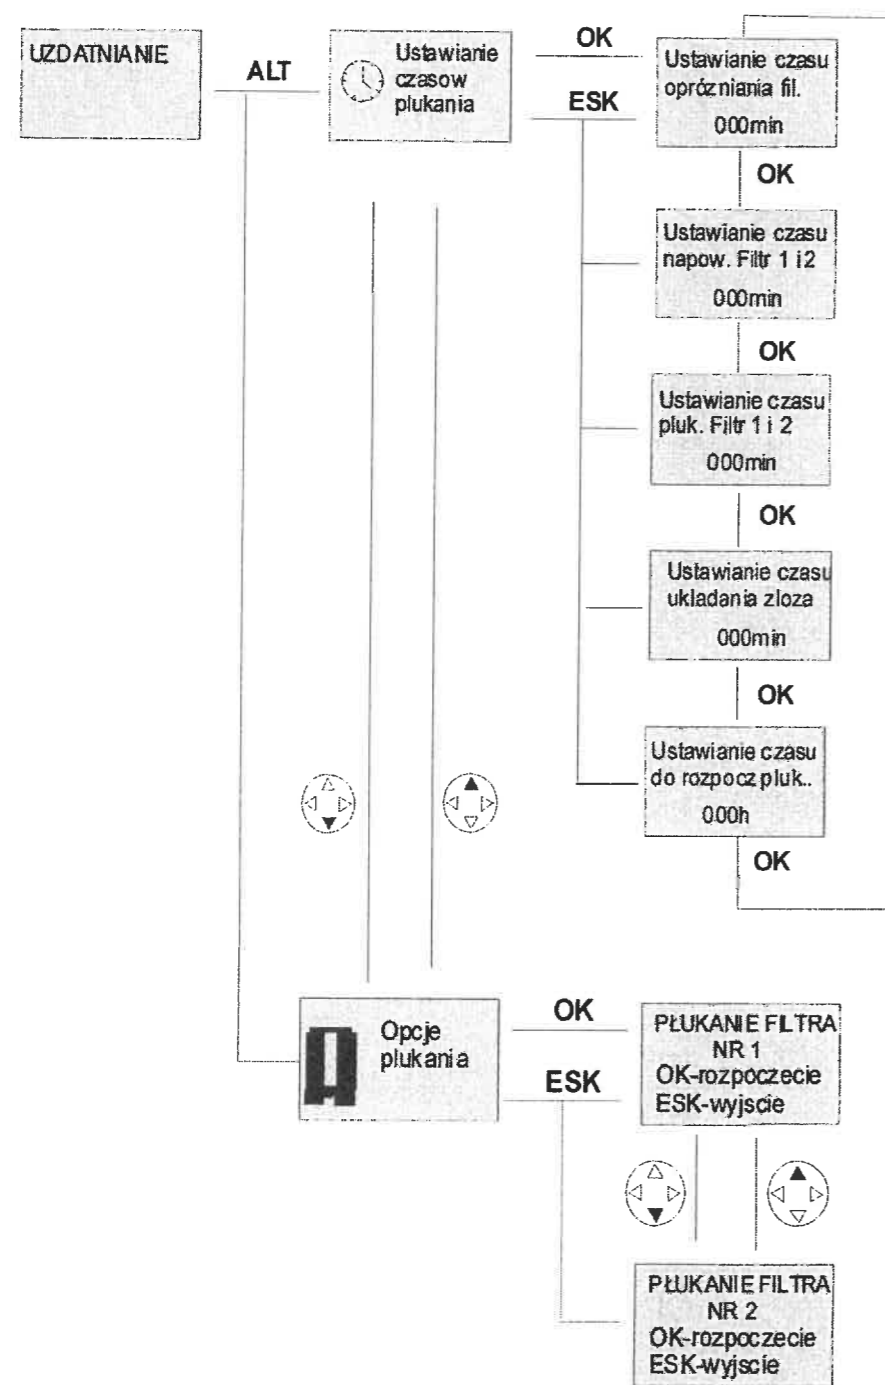 UZDATNIANIE
ALT
Ustawianie
czasow
plukania
OK
ESK
Ustawianie czasu
oprózniania fil.
000min
OK
Ustawianie czasu
napow. Filtr 1 i 2
000min
OK
Ustawianie czasu
pluk. Filtr 1 i 2
000min
OK
Ustawianie czasu
ukladania zloza
000min
OK
Ustawianie czasu
do rozpocz pluk..
000h
OK
Opcje
plukania
OK
ESK
PŁUKANIE FILTRA
NR 1
OK-rozpoczecie
ESK-wyjscie
PŁUKANIE FILTRA
NR 2
OK-rozpoczecie
ESK-wyjscie